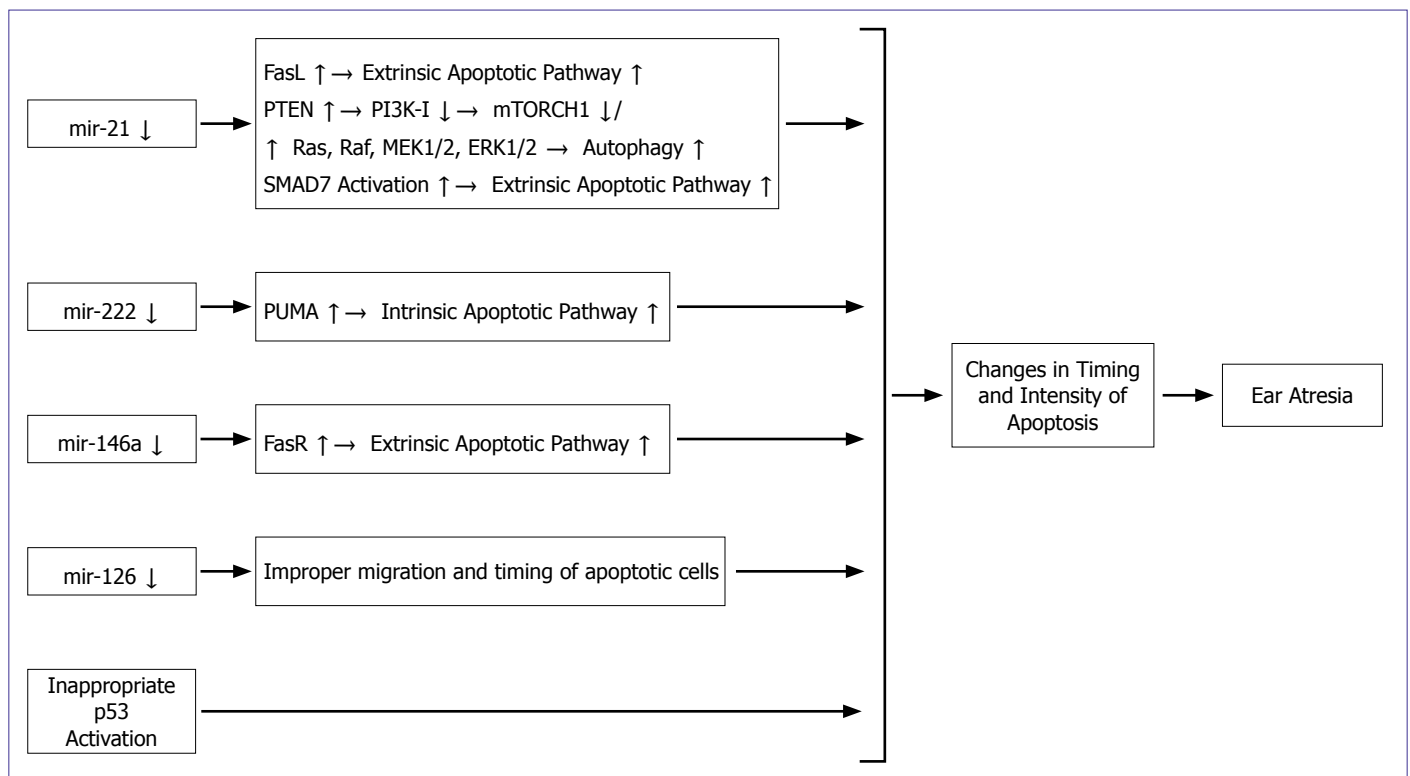 mir-21 ↓
FasL ↑ → Extrinsic Apoptotic Pathway ↑
PTEN ↑ → PI3K-I ↓ → mTORCH1 ↓ /
↑ Ras, Raf, MEK1/2, ERK1/2 → Autophagy ↑
SMAD7 Activation ↑ → Extrinsic Apoptotic Pathway ↑
mir-222 ↓
PUMA ↑ → Intrinsic Apoptotic Pathway ↑
mir-146a ↓
FasR ↑ → Extrinsic Apoptotic Pathway ↑
mir-126 ↓
Improper migration and timing of apoptotic cells
Inappropriate
p53
Activation
Changes in Timing
and Intensity of
Apoptosis
Ear Atresia